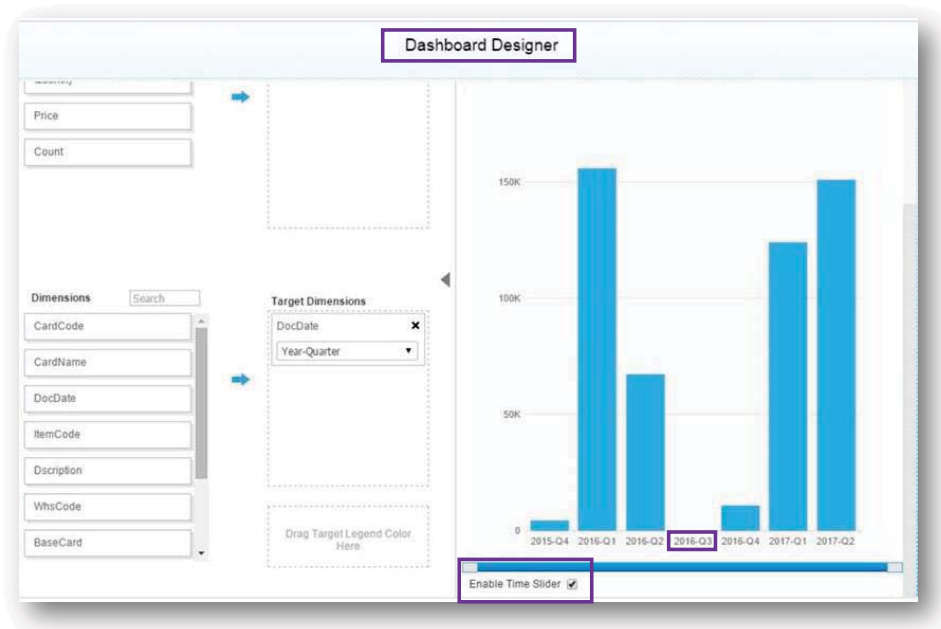 Dashboard Designer
Price
Count
Dimensions
Search
CardCode
CardName
DocDate
ItemCode
Dscription
WhsCode
BaseCard
Target Dimensions
DocDate
Year-Quarter
Drag Target Legend Color
Here
150K
100K
50K
0
2015-Q4 2016-Q1 2016-Q2 2016-Q3 2016-Q4 2017-Q1 2017-Q2
Enable Time Slider